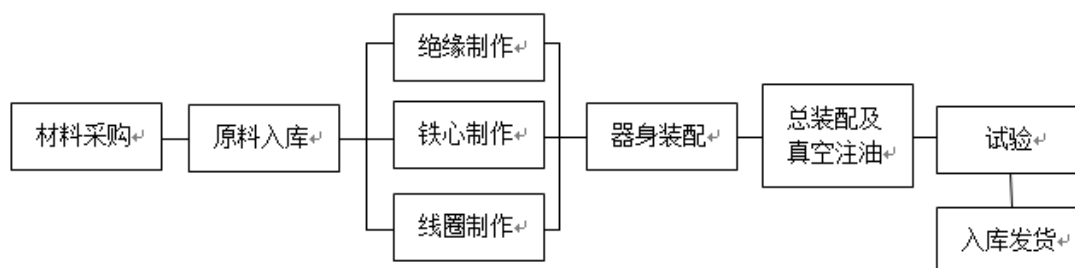 材料采购
原料入库
绝缘制作
铁心制作
线圈制作
器身装配
总装配及
真空注油
试验
入库发货